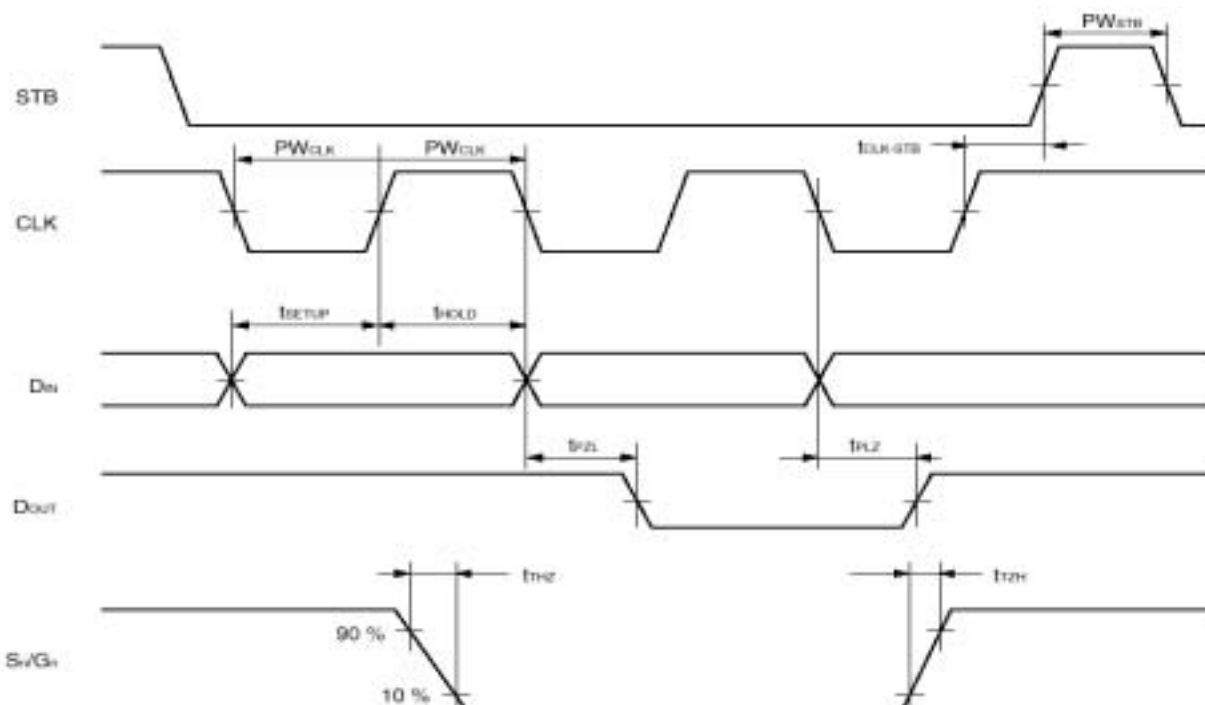 PWSTB
STB
PWCLK PWCLK
tCLK-STB
CLK
tSETUP tHOLD
DIN
tPZL tPLZ
DOUT
tTHZ tTZH
90 %
Sn/Gn
10 %